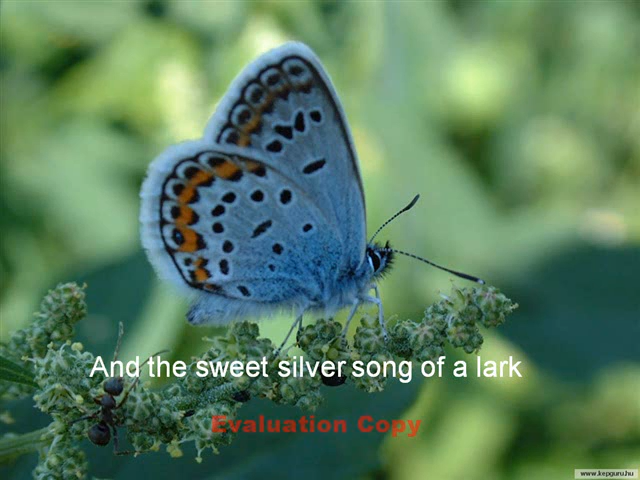 And the sweet silver song of a lark
Evaluation Copy
www.kepguru.hu